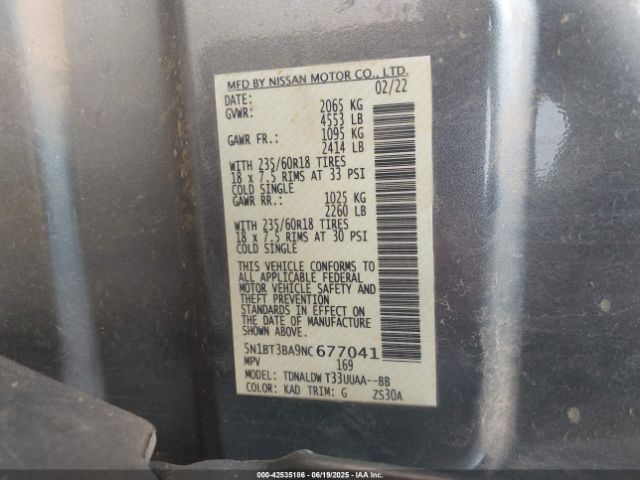 MFD BY NISSAN MOTOR CO., LTD.
DATE: 02/22
GVWR: 2065 KG
4553 LB
GAWR FR.: 1095 KG
2414 LB
WITH 235/60R18 TIRES
18 x 7.5 RIMS AT 33 PSI
COLD SINGLE
GAWR RR.: 1025 KG
2260 LB
WITH 235/60R18 TIRES
18 x 7.5 RIMS AT 30 PSI
COLD SINGLE
THIS VEHICLE CONFORMS TO
ALL APPLICABLE FEDERAL
MOTOR VEHICLE SAFETY AND
THEFT PREVENTION
STANDARDS IN EFFECT ON
THE DATE OF MANUFACTURE
SHOWN ABOVE.
5N1BT3BA9NC677041
MPV 169
MODEL: TDNALDW T33UUAA--BB
COLOR: KAD TRIM: G ZS30A
© 000-42535186 - 06/19/2025 - IAAI.COM